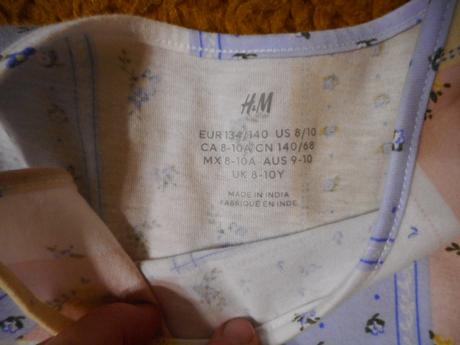 H&M
EUR 134/140 US 8/10
CA 8-10A/CN 140/68
MX 8-10A AUS 9-10
UK 8-10Y
MADE IN INDIA
FABRIQUÉ EN INDE